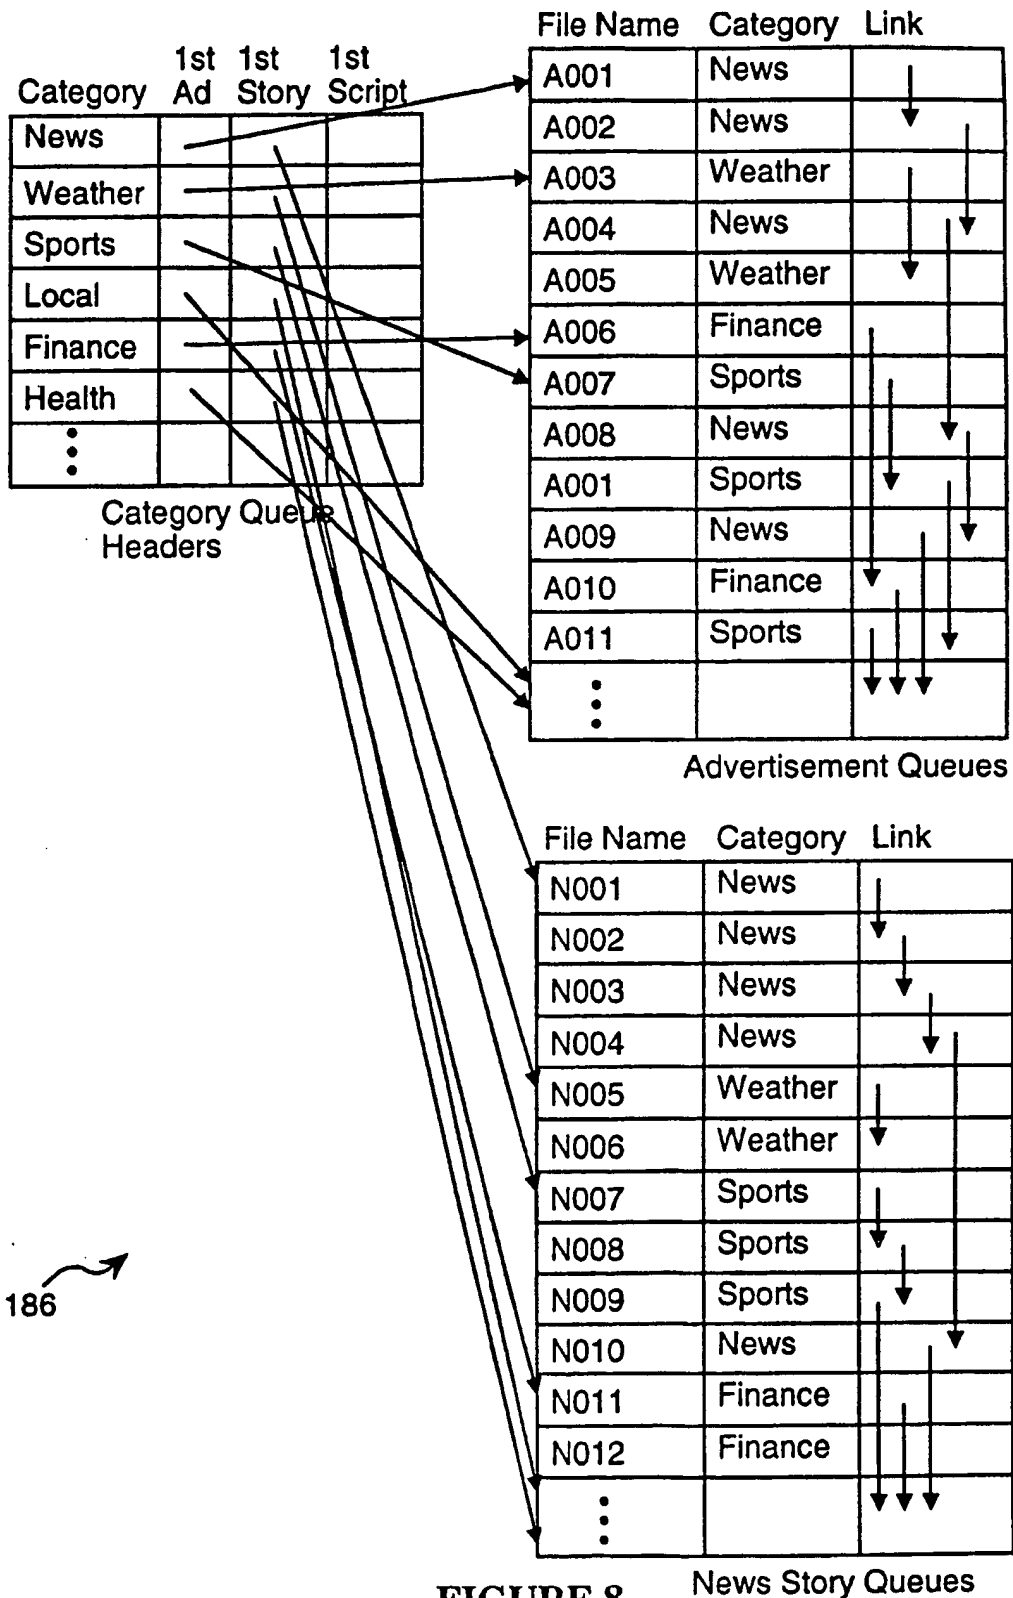 1st 1st 1st
Category Ad Story Script
News
Weather
Sports
Local
Finance
Health
Category Queue
Headers
File Name Category Link
A001 News
A002 News
A003 Weather
A004 News
A005 Weather
A006 Finance
A007 Sports
A008 News
A001 Sports
A009 News
A010 Finance
A011 Sports
Advertisement Queues
File Name Category Link
N001 News
N002 News
N003 News
N004 News
N005 Weather
N006 Weather
N007 Sports
N008 Sports
N009 Sports
N010 News
N011 Finance
N012 Finance
News Story Queues
186
FIGURE 8